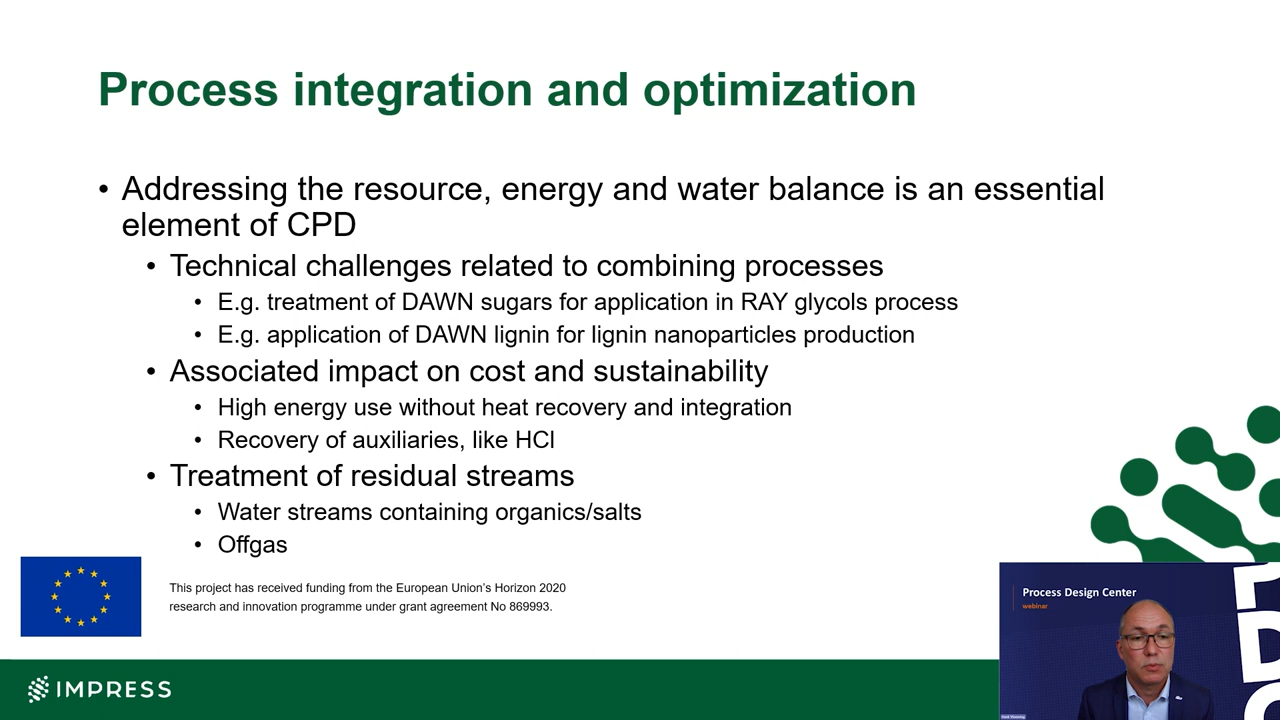 Process integration and optimization
• Addressing the resource, energy and water balance is an essential
element of CPD
• Technical challenges related to combining processes
• E.g. treatment of DAWN sugars for application in RAY glycols process
• E.g. application of DAWN lignin for lignin nanoparticles production
• Associated impact on cost and sustainability
• High energy use without heat recovery and integration
• Recovery of auxiliaries, like HCl
• Treatment of residual streams
• Water streams containing organics/salts
• Offgas
This project has received funding from the European Union's Horizon 2020
research and innovation programme under grant agreement No 869993.
Process Design Center
webinar
IMPRESS